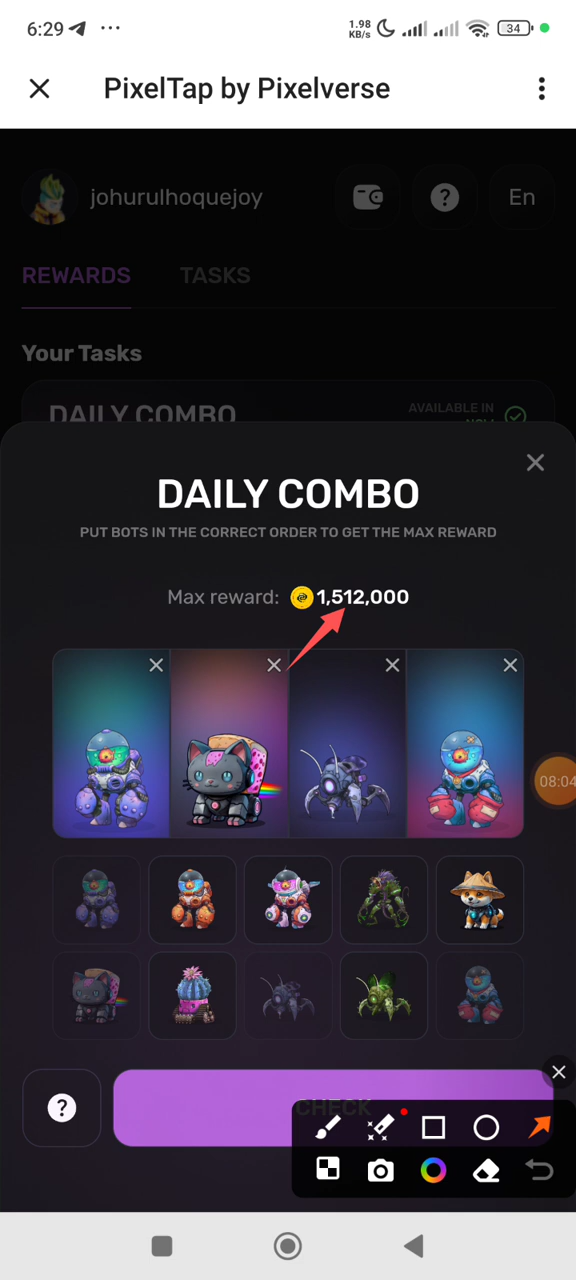 6:29
1.98
KB/s
34
PixelTap by Pixelverse
johurulhoquejoy
En
REWARDS
TASKS
Your Tasks
DAILY COMBO
AVAILABLE IN
DAILY COMBO
PUT BOTS IN THE CORRECT ORDER TO GET THE MAX REWARD
Max reward: 1,512,000
08:04
CHECK